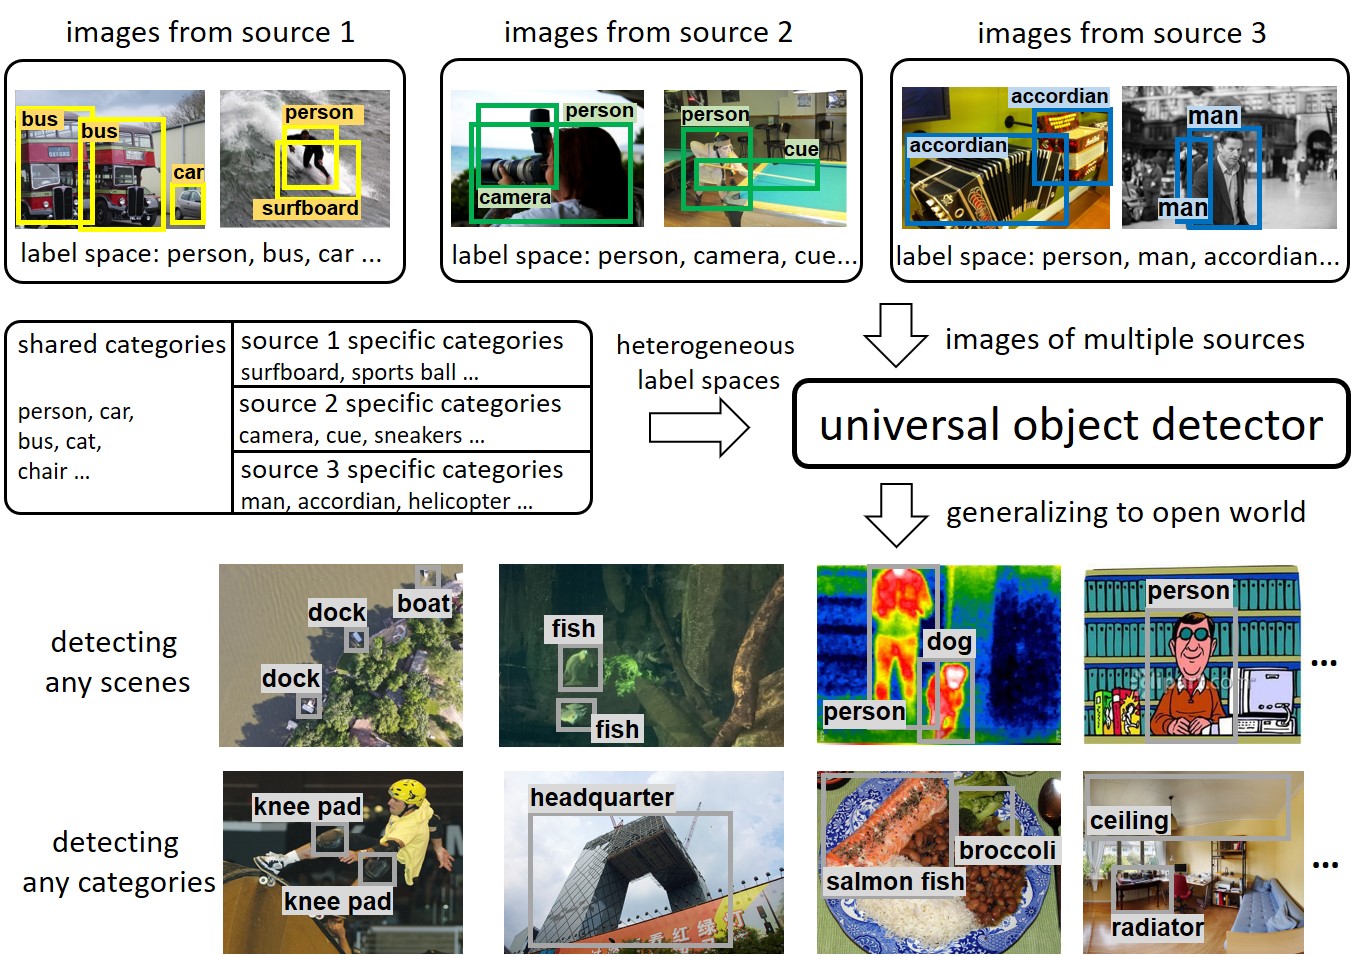 images from source 1
images from source 2
images from source 3
bus
bus
car
person
surfboard
label space: person, bus, car ...
person
camera
person
cue
label space: person, camera, cue...
accordian
accordian
man
man
label space: person, man, accordian...
shared categories
person, car,
bus, cat,
chair ...
source 1 specific categories
surfboard, sports ball ...
source 2 specific categories
camera, cue, sneakers ...
source 3 specific categories
man, accordian, helicopter ...
heterogeneous
label spaces
images of multiple sources
universal object detector
generalizing to open world
detecting
any scenes
boat
dock
dock
fish
fish
dog
person
person
...
detecting
any categories
knee pad
knee pad
headquarter
红 绿
broccoli
salmon fish
ceiling
radiator
...